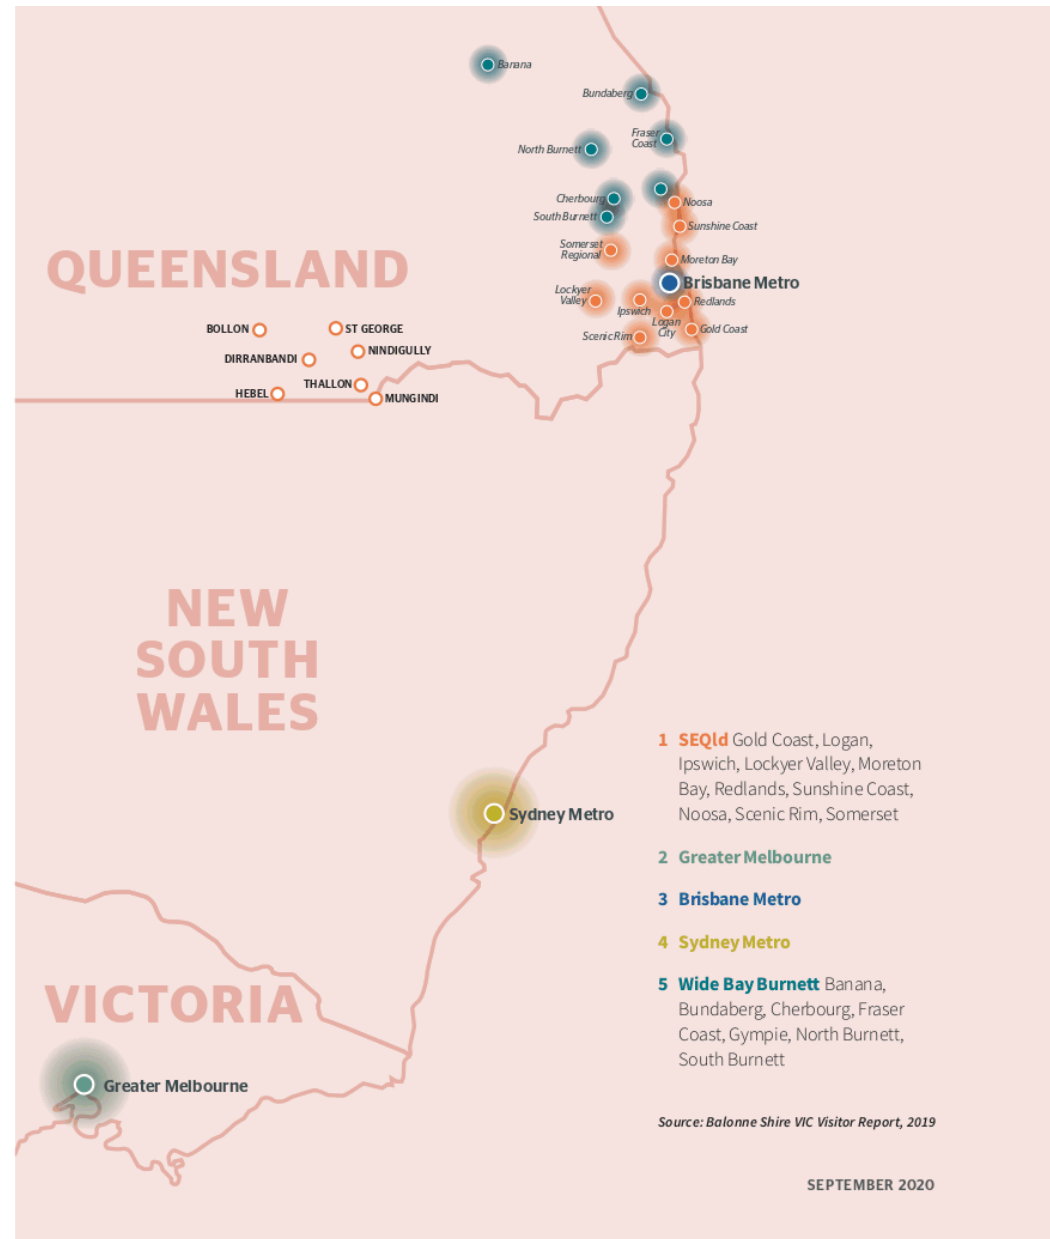 Banana
Bundaberg
Fraser
Coast
North Burnett
Cherbourg
South Burnett
Noosa
Sunshine Coast
Somerset
Regional
Moreton Bay
Brisbane Metro
Lockyer
Valley
Ipswich
Redlands
Logan
City
Gold Coast
Scenic Rim
QUEENSLAND
BOLLON
ST GEORGE
NINDIGULLY
DIRRANBANDI
THALLON
HEBEL
MUNGINDI
NEW
SOUTH
WALES
Sydney Metro
VICTORIA
Greater Melbourne
1 SEQld Gold Coast, Logan,
Ipswich, Lockyer Valley, Moreton
Bay, Redlands, Sunshine Coast,
Noosa, Scenic Rim, Somerset
2 Greater Melbourne
3 Brisbane Metro
4 Sydney Metro
5 Wide Bay Burnett Banana,
Bundaberg, Cherbourg, Fraser
Coast, Gympie, North Burnett,
South Burnett
Source: Balonne Shire VIC Visitor Report, 2019
SEPTEMBER 2020